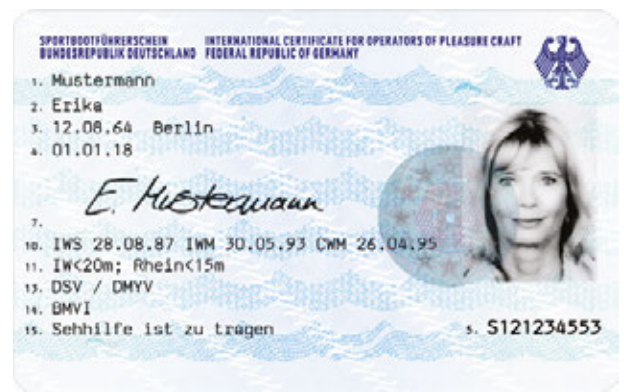 SPORTBOOTFÜHRERSCHEIN INTERNATIONAL CERTIFICATE FOR OPERATORS OF PLEASURE CRAFT
BUNDESREPUBLIK DEUTSCHLAND FEDERAL REPUBLIC OF GERMANY
1. Mustermann
2. Erika
3. 12.08.64 Berlin
4. 01.01.18
E. Mustermann
7.
10. IWS 28.08.87 IWM 30.05.93 CWM 26.04.95
11. IW<20m; Rhein<15m
13. DSV / DMYV
14. BMVI
15. Sehhilfe ist zu tragen 5. S121234553